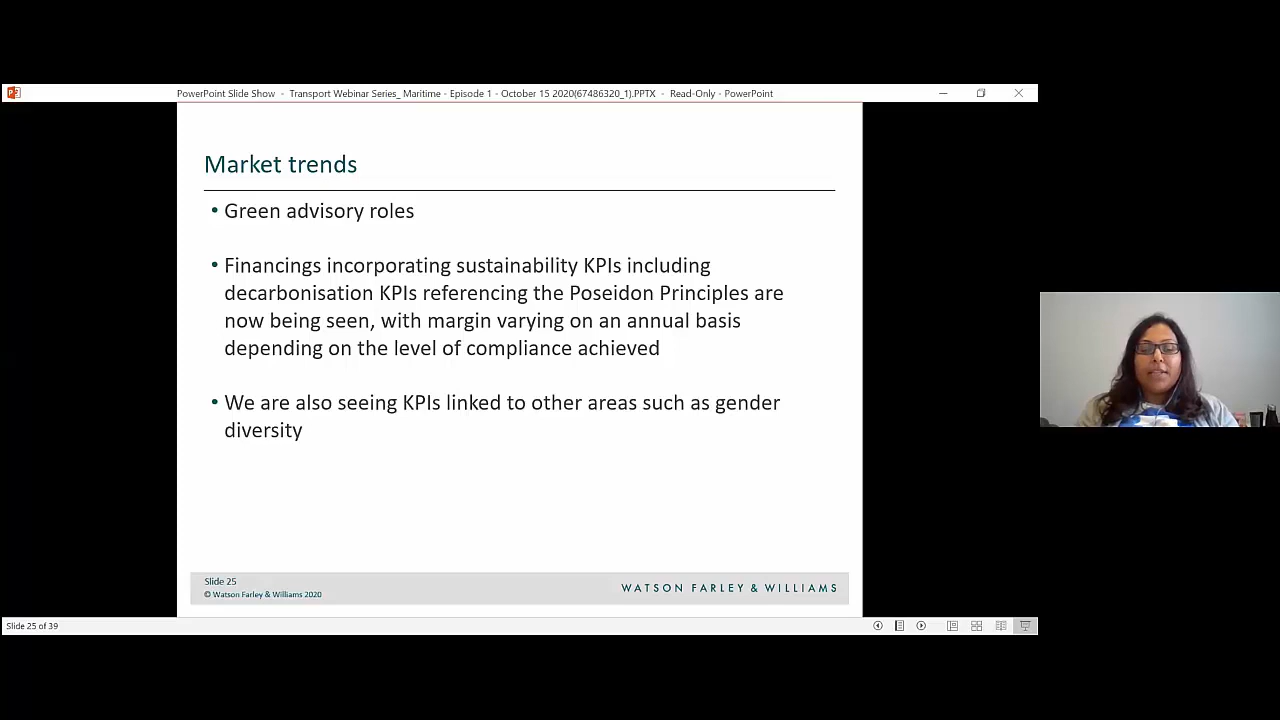 PowerPoint Slide Show - Transport Webinar Series_ Maritime - Episode 1 - October 15 2020(67486320_1).PPTX - Read-Only - PowerPoint
Market trends
• Green advisory roles
• Financings incorporating sustainability KPIs including
decarbonisation KPIs referencing the Poseidon Principles are
now being seen, with margin varying on an annual basis
depending on the level of compliance achieved
• We are also seeing KPIs linked to other areas such as gender
diversity
Slide 25
© Watson Farley & Williams 2020
WATSON FARLEY & WILLIAMS
Slide 25 of 39